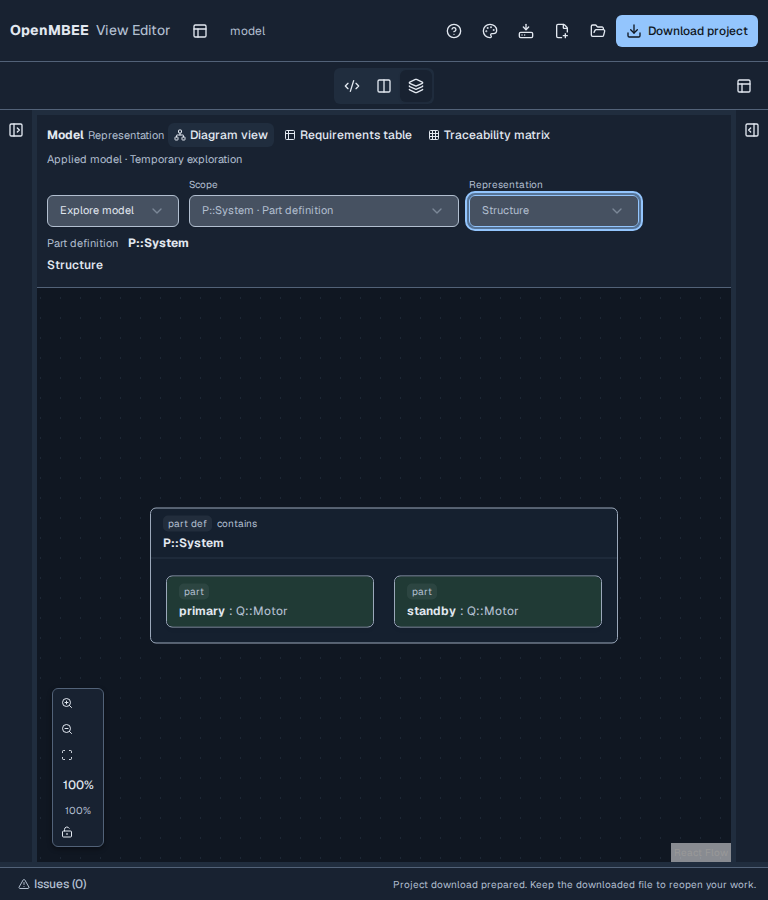 OpenMBEE View Editor model Download project
Model Representation Diagram view Requirements table Traceability matrix
Applied model · Temporary exploration
Scope Representation
Explore model P::System · Part definition Structure
Part definition P::System
Structure
part def contains
P::System
part part
primary : Q::Motor standby : Q::Motor
100%
100%
React Flow
Issues (0) Project download prepared. Keep the downloaded file to reopen your work.